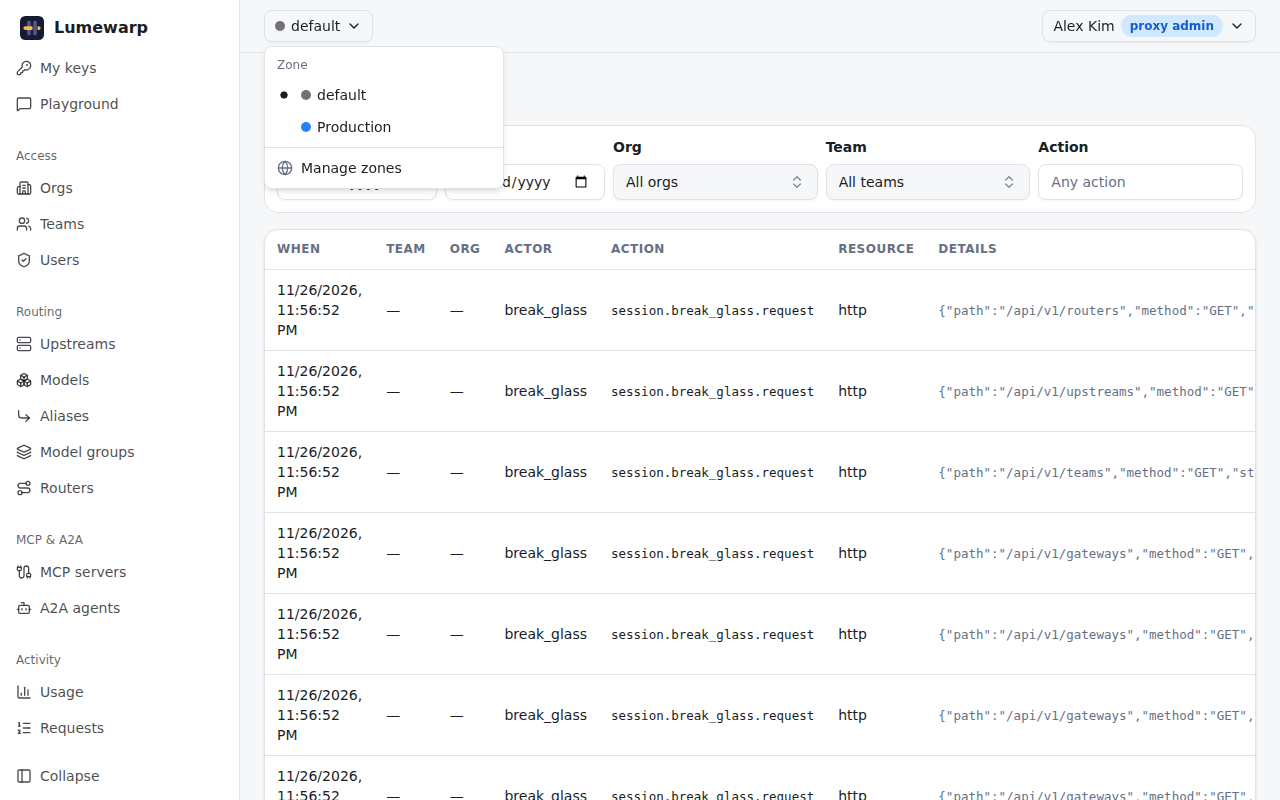 Lumewarp
default
Alex Kim proxy admin
My keys
Playground
Access
Orgs
Teams
Users
Routing
Upstreams
Models
Aliases
Model groups
Routers
MCP & A2A
MCP servers
A2A agents
Activity
Usage
Requests
Collapse
Zone
default
Production
Manage zones
Org
Team
Action
d/yyyy
All orgs
All teams
Any action
WHEN TEAM ORG ACTOR ACTION RESOURCE DETAILS
11/26/2026,
11:56:52
PM
— — break_glass session.break_glass.request http {"path":"/api/v1/routers","method":"GET","
11/26/2026,
11:56:52
PM
— — break_glass session.break_glass.request http {"path":"/api/v1/upstreams","method":"GET"
11/26/2026,
11:56:52
PM
— — break_glass session.break_glass.request http {"path":"/api/v1/teams","method":"GET","st
11/26/2026,
11:56:52
PM
— — break_glass session.break_glass.request http {"path":"/api/v1/gateways","method":"GET",
11/26/2026,
11:56:52
PM
— — break_glass session.break_glass.request http {"path":"/api/v1/gateways","method":"GET",
11/26/2026,
11:56:52
PM
— — break_glass session.break_glass.request http {"path":"/api/v1/gateways","method":"GET",
11/26/2026,
11:56:52
— — break_glass session.break_glass.request http {"path":"/api/v1/gateways","method":"GET",